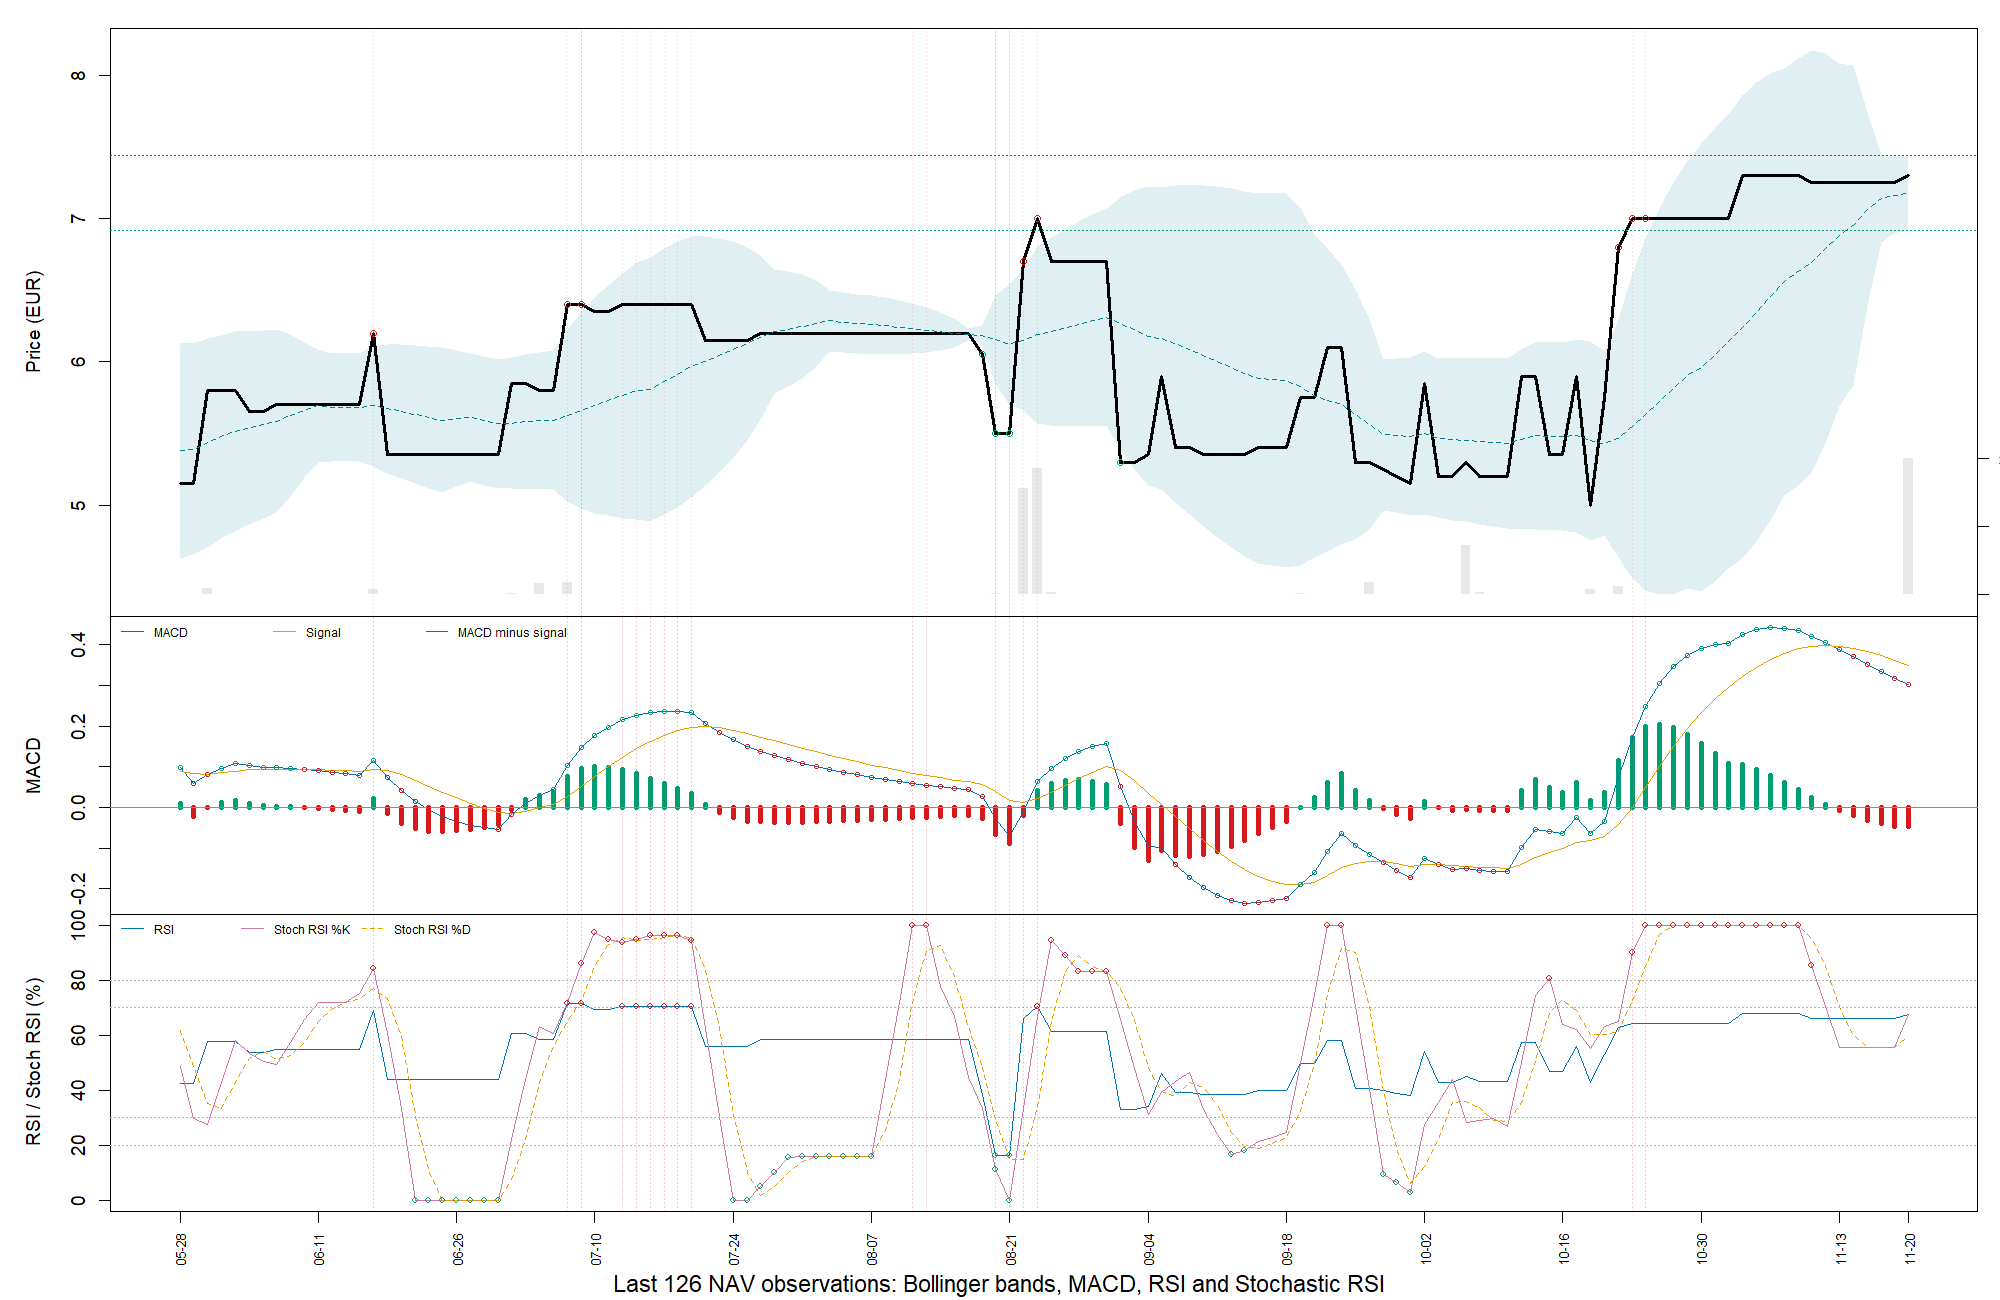 8
7
6
5
Price (EUR)
MACD
Signal
MACD minus signal
0.4
0.2
0.0
-0.2
MACD
RSI
Stoch RSI %K
Stoch RSI %D
100
80
60
40
20
0
RSI / Stoch RSI (%)
05-28
06-11
06-26
07-10
07-24
08-07
08-21
09-04
09-18
10-02
10-16
10-30
11-13
11-20
Last 126 NAV observations: Bollinger bands, MACD, RSI and Stochastic RSI